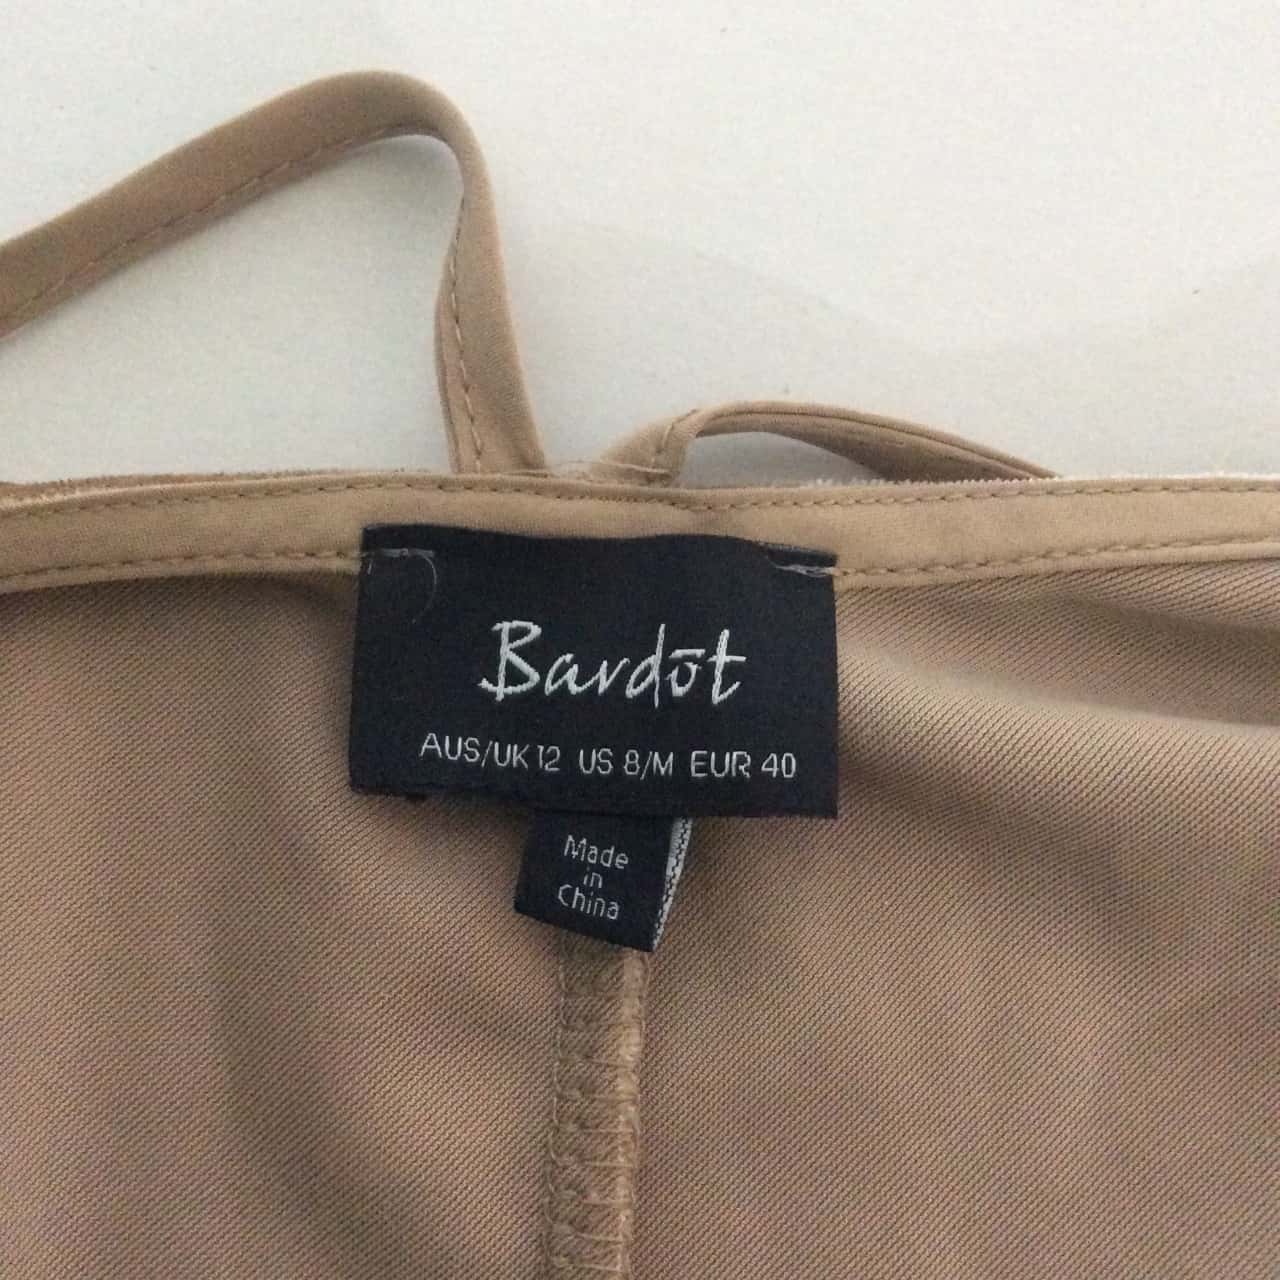 Bardōt
AUS/UK 12 US 8/M EUR 40
Made
in
China